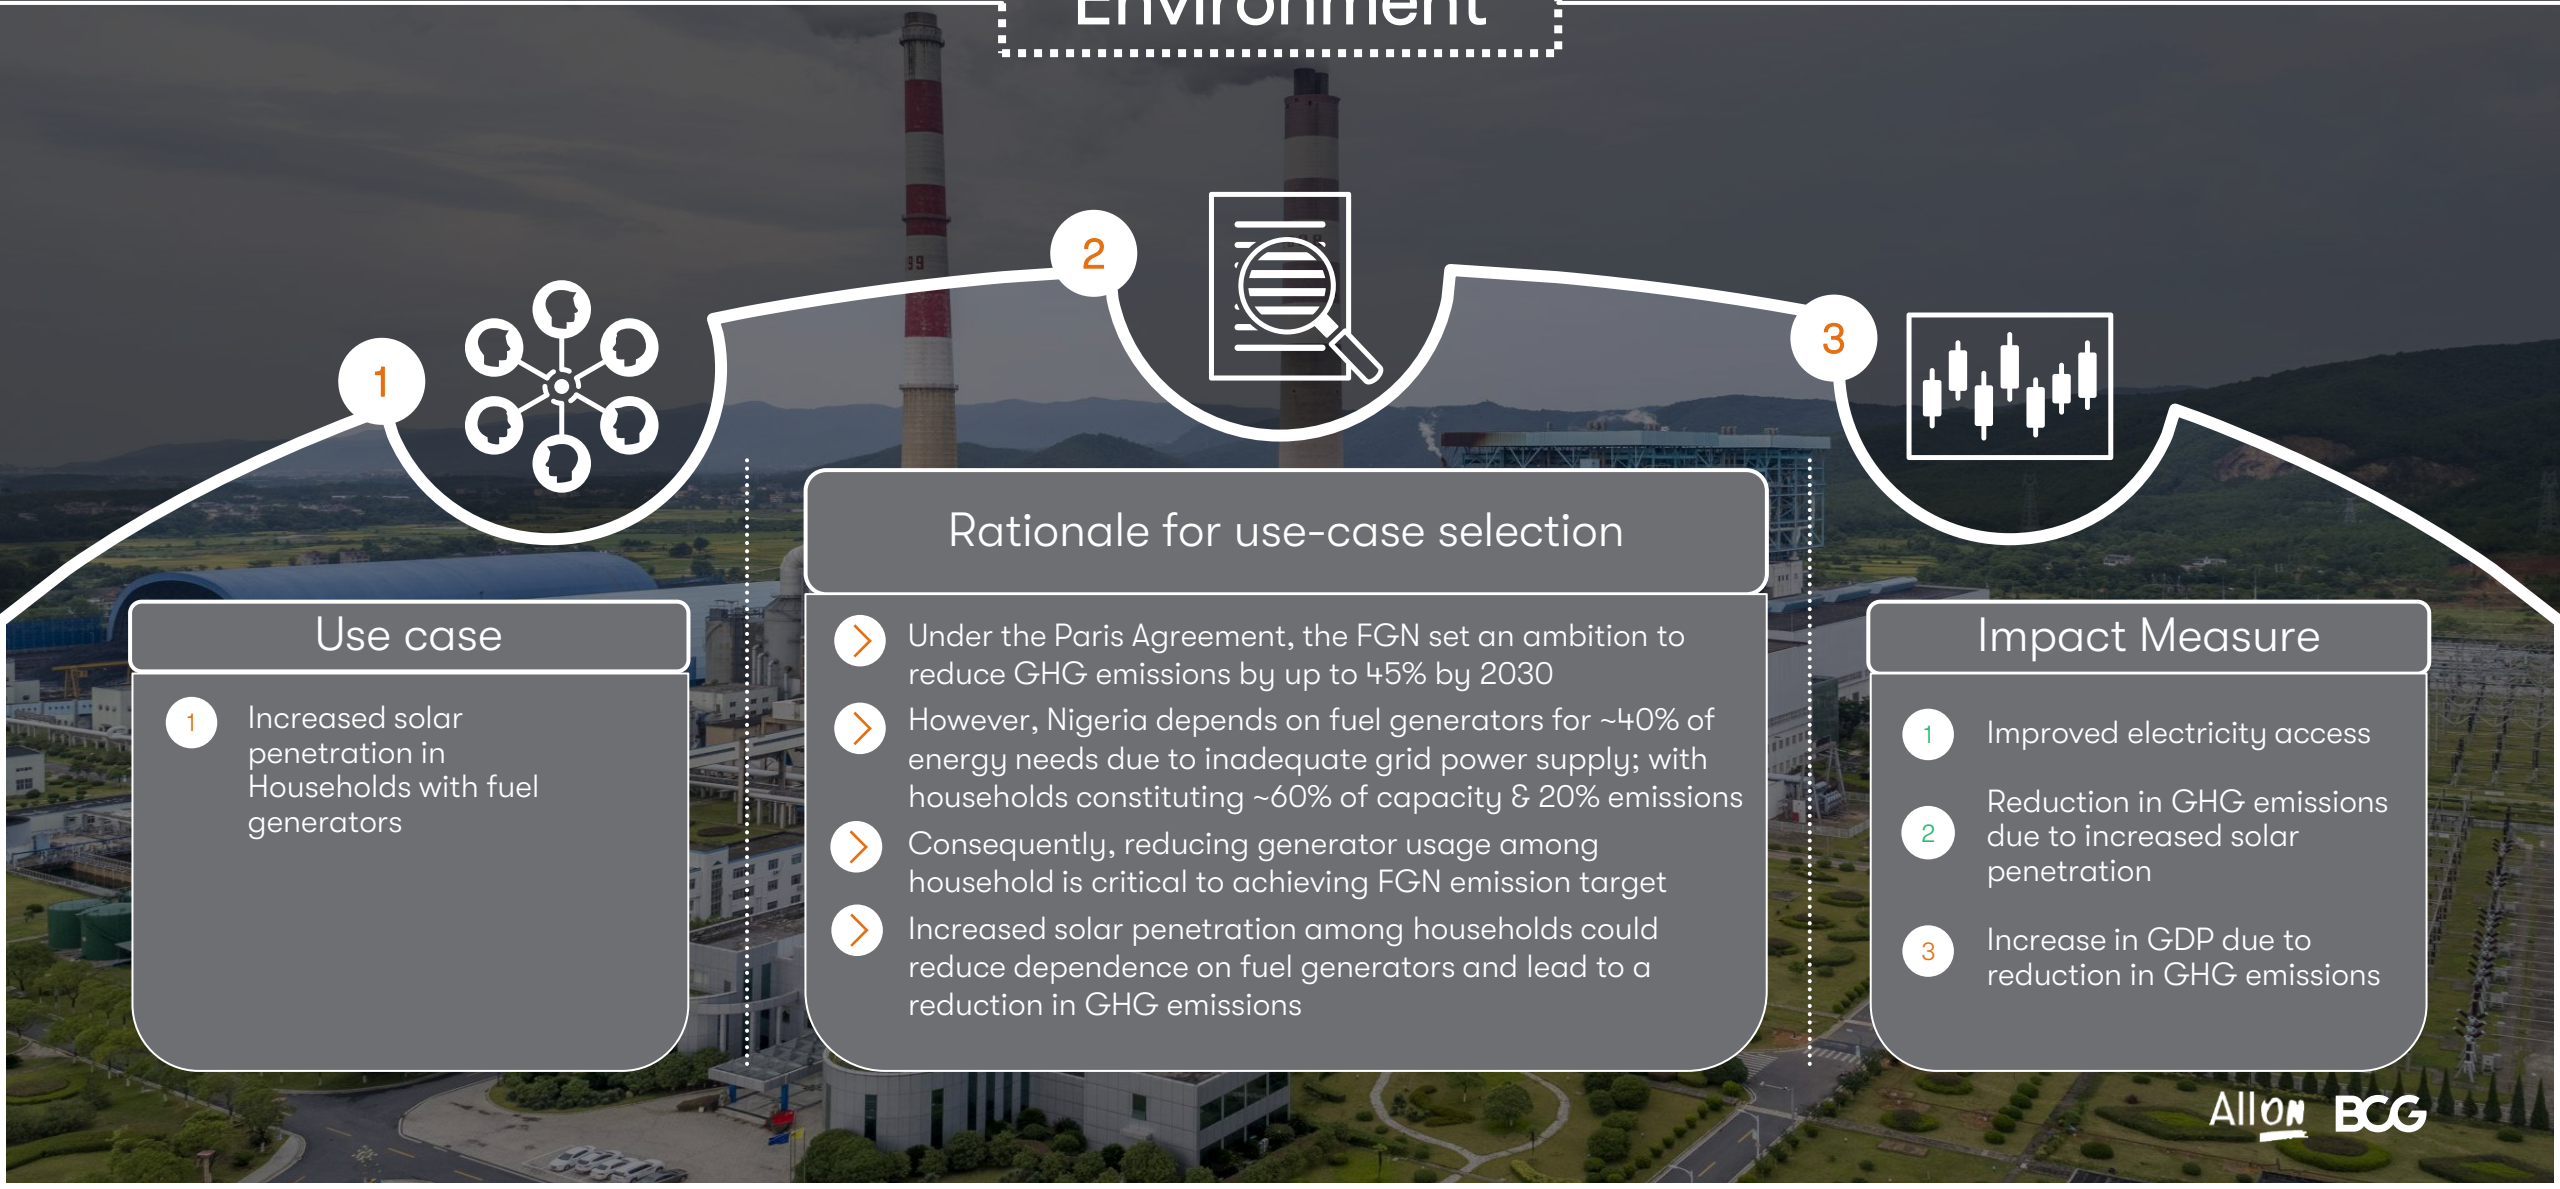 Environment
1
2
3
Use case
1
Increased solar
penetration in
Households with fuel
generators
Rationale for use-case selection
Under the Paris Agreement, the FGN set an ambition to
reduce GHG emissions by up to 45% by 2030
However, Nigeria depends on fuel generators for ~40% of
energy needs due to inadequate grid power supply; with
households constituting ~60% of capacity & 20% emissions
Consequently, reducing generator usage among
household is critical to achieving FGN emission target
Increased solar penetration among households could
reduce dependence on fuel generators and lead to a
reduction in GHG emissions
Impact Measure
1
Improved electricity access
2
Reduction in GHG emissions
due to increased solar
penetration
3
Increase in GDP due to
reduction in GHG emissions
All ON BCG